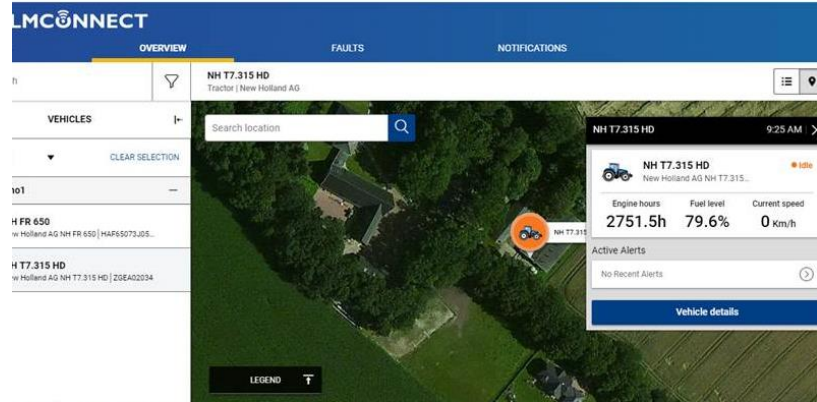 LMCONNECT
OVERVIEW FAULTS NOTIFICATIONS
NH T7.315 HD
Tractor | New Holland AG
VEHICLES
CLEAR SELECTION
no1
H FR 650
w Holland AG NH FR 650 | HAF65073J05...
H T7.315 HD
w Holland AG NH T7.315 HD | ZGEA02034
Search location
NH T7.315
LEGEND
NH T7.315 HD 9:25 AM
NH T7.315 HD Idle
New Holland AG NH T7.315...
Engine hours Fuel level Current speed
2751.5h 79.6% 0 Km/h
Active Alerts
No Recent Alerts
Vehicle details